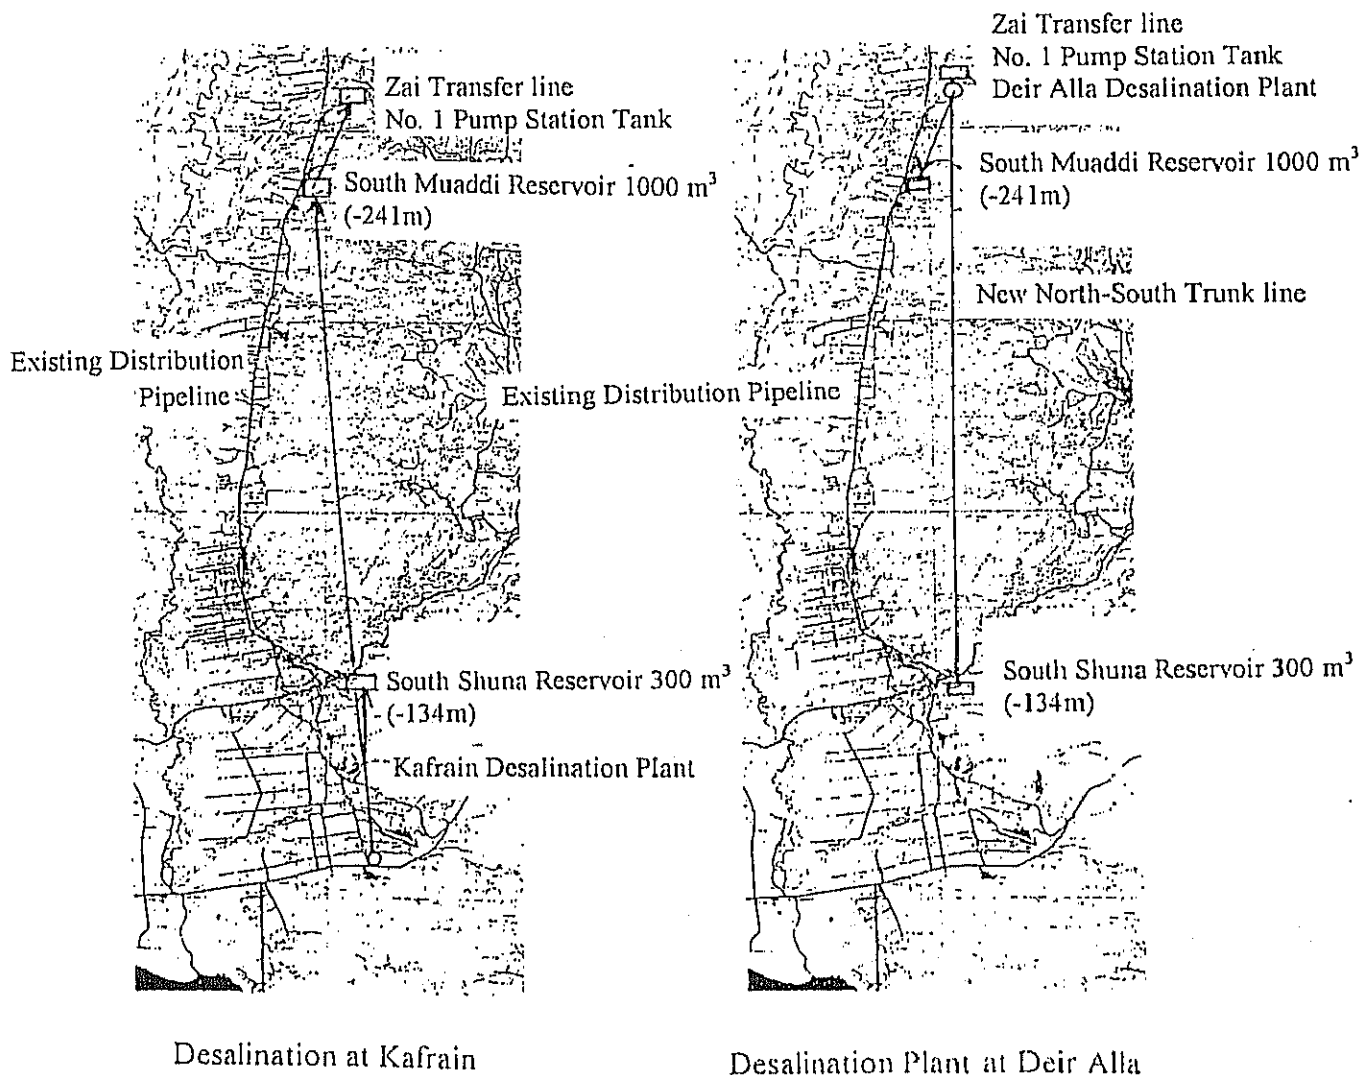 Zai Transfer line
No. 1 Pump Station Tank
South Muaddi Reservoir 1000 m³
(-241m)
Existing Distribution
Pipeline
South Shuna Reservoir 300 m³
(-134m)
Kafrain Desalination Plant
Desalination at Kafrain
Zai Transfer line
No. 1 Pump Station Tank
Deir Alla Desalination Plant
South Muaddi Reservoir 1000 m³
(-241m)
New North-South Trunk line
Existing Distribution Pipeline
South Shuna Reservoir 300 m³
(-134m)
Desalination Plant at Deir Alla